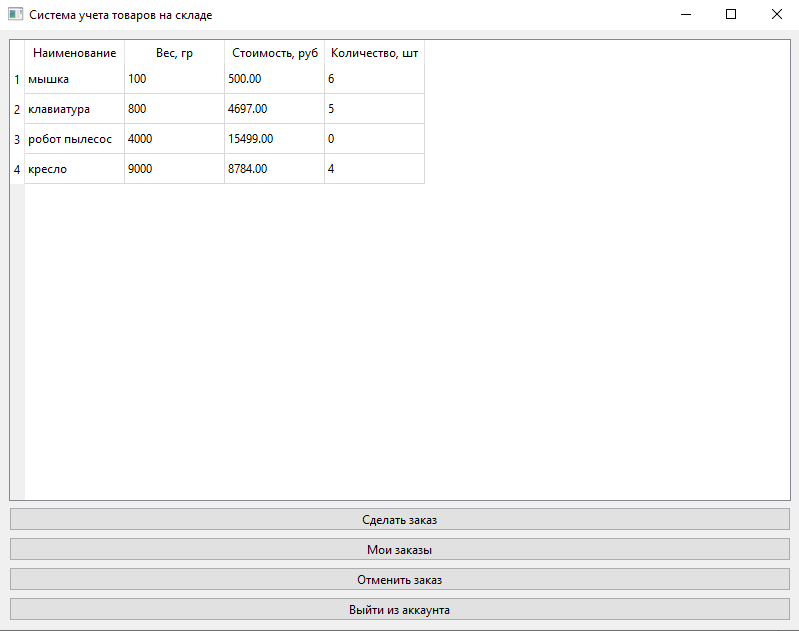 Система учета товаров на складе
Наименование Вес, гр Стоимость, руб Количество, шт
1 мышка 100 500.00 6
2 клавиатура 800 4697.00 5
3 робот пылесос 4000 15499.00 0
4 кресло 9000 8784.00 4
Сделать заказ
Мои заказы
Отменить заказ
Выйти из аккаунта